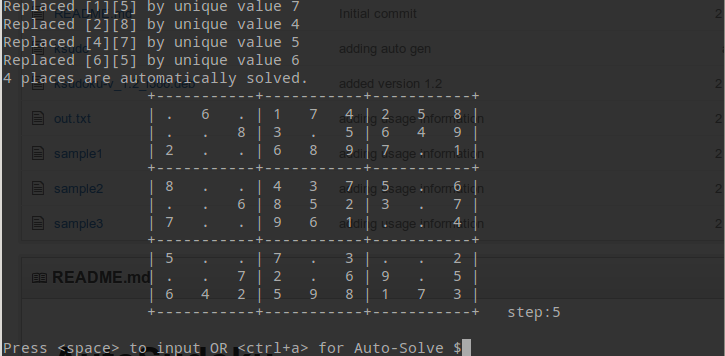 Replaced [1][5] by unique value 7
Replaced [2][8] by unique value 4
Replaced [4][7] by unique value 5
Replaced [6][5] by unique value 6
4 places are automatically solved.
+-----------+-----------+-----------+
| . 6 . | 1 7 4 | 2 5 8 |
| . . 8 | 3 . 5 | 6 4 9 |
| 2 . . | 6 8 9 | 7 . 1 |
+-----------+-----------+-----------+
| 8 . . | 4 3 7 | 5 . 6 |
| . . 6 | 8 5 2 | 3 . 7 |
| 7 . . | 9 6 1 | . . 4 |
+-----------+-----------+-----------+
| 5 . . | 7 . 3 | . . 2 |
| . . 7 | 2 . 6 | 9 . 5 |
| 6 4 2 | 5 9 8 | 1 7 3 |
+-----------+-----------+-----------+
step:5
Press <space> to input OR <ctrl+a> for Auto-Solve $
Initial commit
adding auto gen
added version 1.2
out.txt
adding usage information
sample1
adding usage information
sample2
adding usage information
sample3
adding usage information
README.md